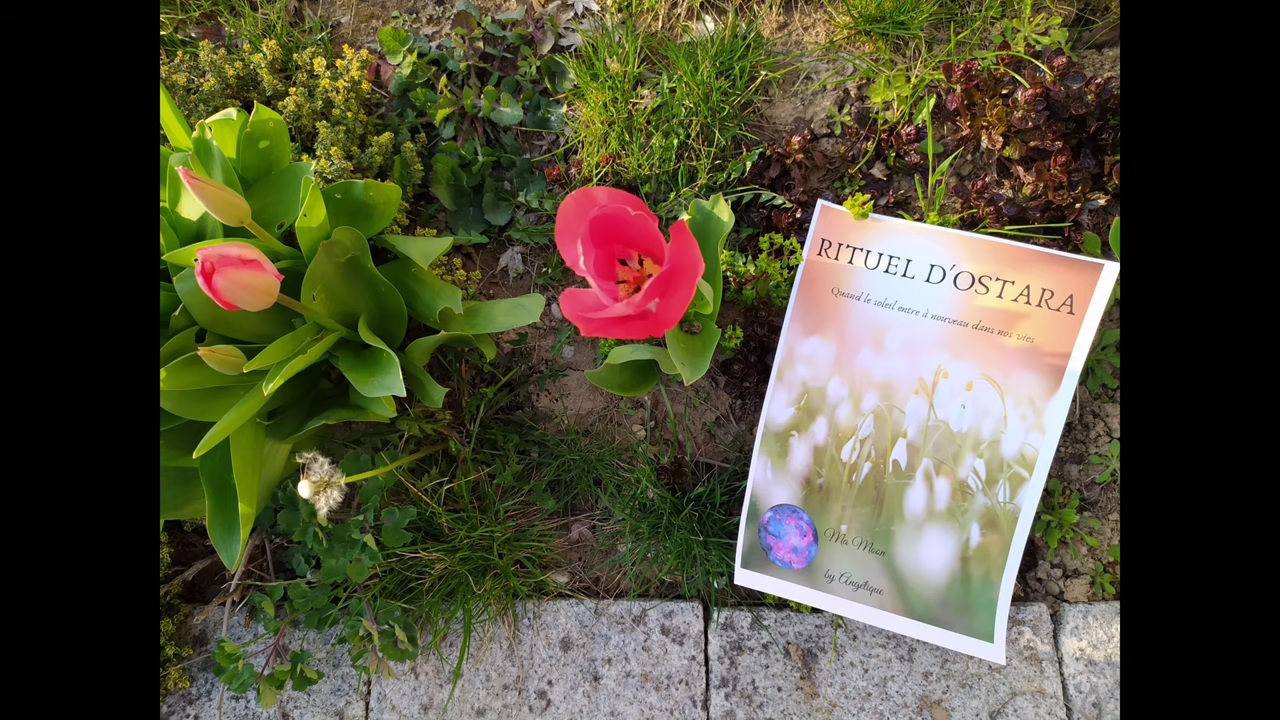 RITUEL D'OSTARA
Quand le soleil entre à nouveau dans nos vies
Ma Moon
by Angélique